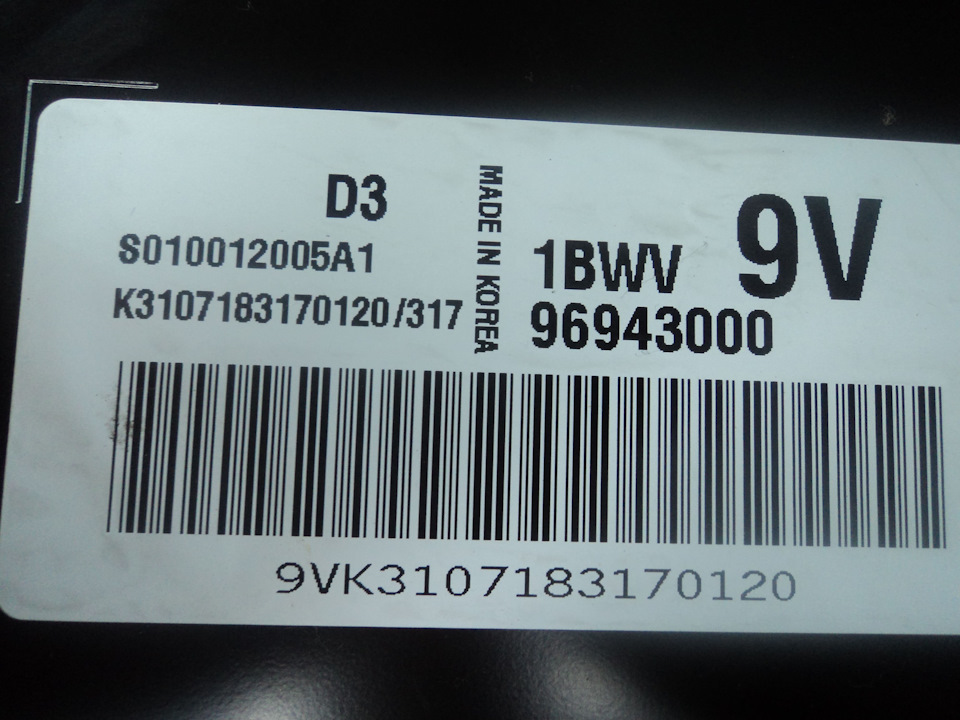 D3
S010012005A1
K3107183170120/317
MADE IN KOREA
1BWV
9V
96943000
9VK3107183170120